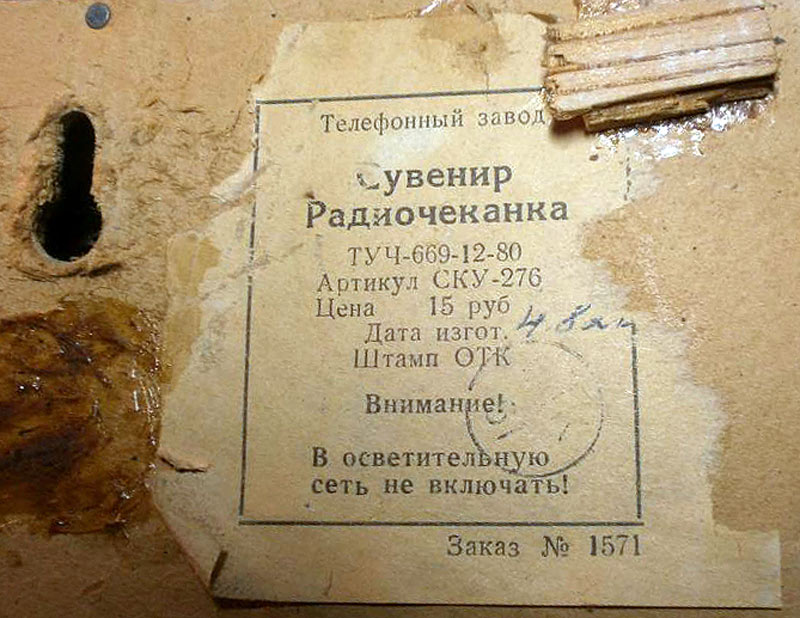 Телефонный завод
Сувенир
Радиочеканка
ТУЧ-669-12-80
Артикул СКУ-276
Цена 15 руб
Дата изгот.
Штамп ОТК
Внимание!
В осветительную
сеть не включать!
Заказ № 1571